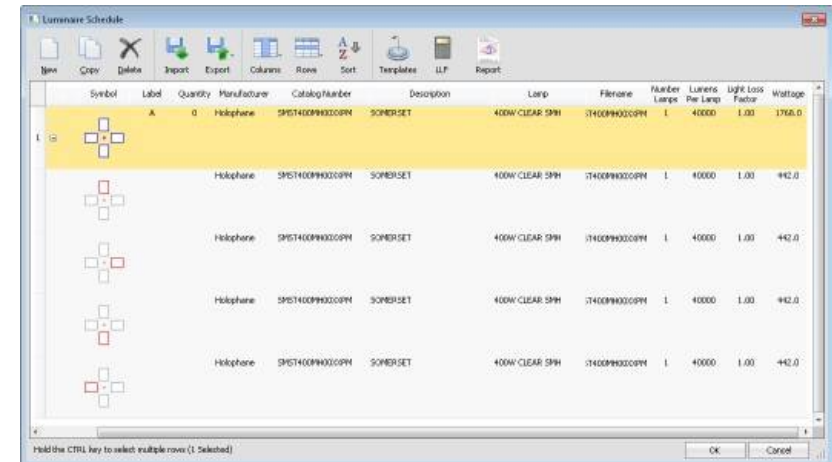 Luminaire Schedule
New Copy Delete Import Export Columns Rows Sort Templates LLF Report
Symbol Label Quantity Manufacturer Catalog Number Description Lamp Filename Number Lamps Lumens Per Lamp Light Loss Factor Wattage
1 A 0 Holophane SOMERSET 400W CLEAR SMH 1 40000 1.00 1768.0
Holophane SOMERSET 400W CLEAR SMH 1 40000 1.00 442.0
Holophane SOMERSET 400W CLEAR SMH 1 40000 1.00 442.0
Holophane SOMERSET 400W CLEAR SMH 1 40000 1.00 442.0
Holophane SOMERSET 400W CLEAR SMH 1 40000 1.00 442.0
Hold the CTRL key to select multiple rows (1 Selected) OK Cancel